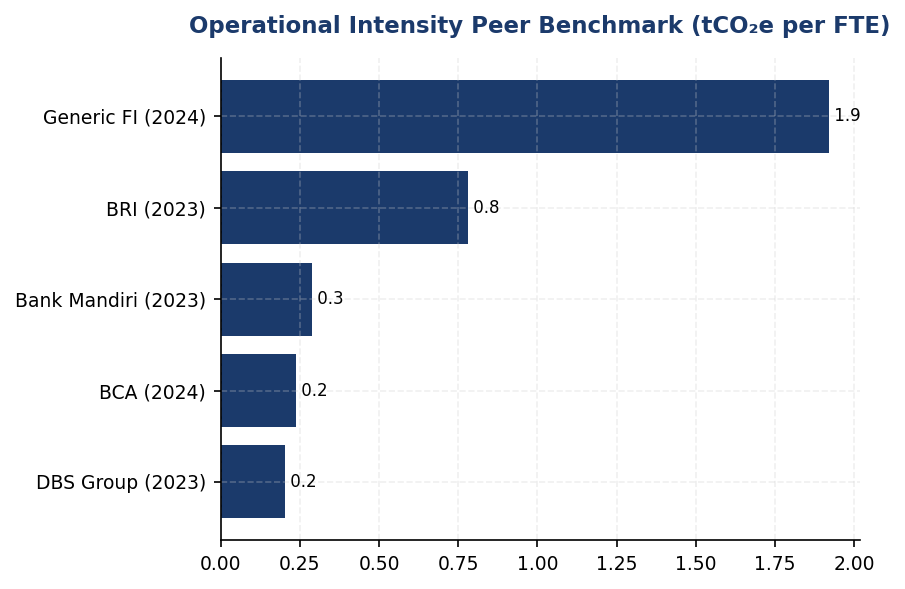 Operational Intensity Peer Benchmark (tCO₂e per FTE)
Generic FI (2024)
1.9
BRI (2023)
0.8
Bank Mandiri (2023)
0.3
BCA (2024)
0.2
DBS Group (2023)
0.2
0.00 0.25 0.50 0.75 1.00 1.25 1.50 1.75 2.00